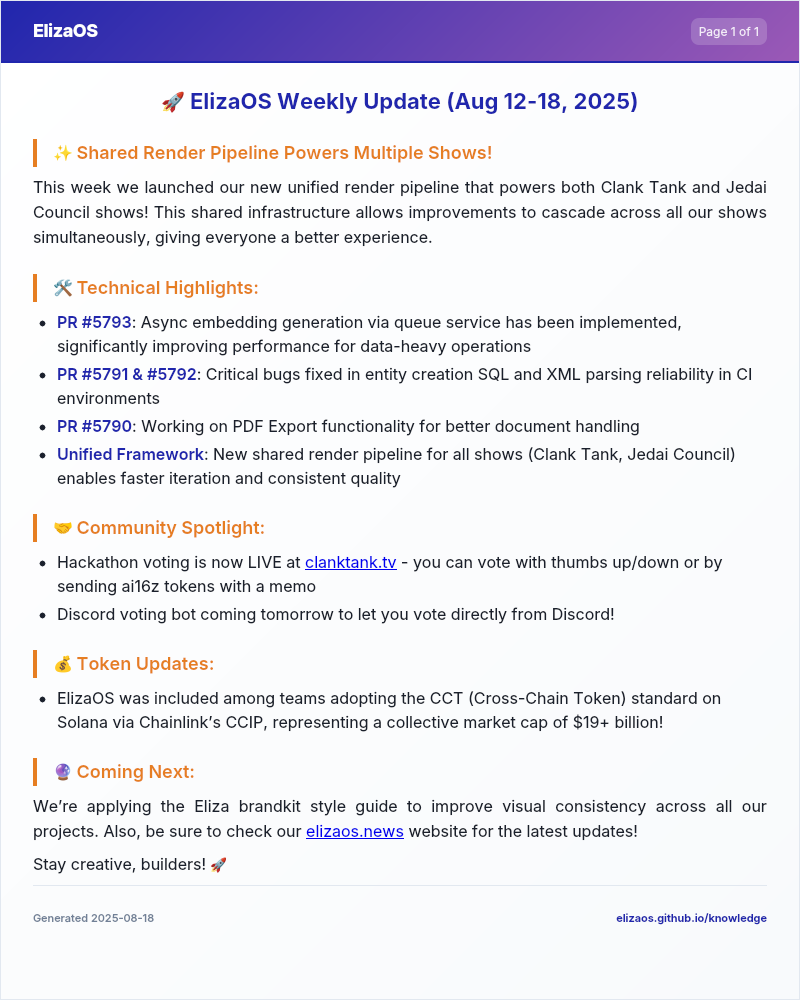 ElizaOS
Page 1 of 1
🚀 ElizaOS Weekly Update (Aug 12-18, 2025)
✨ Shared Render Pipeline Powers Multiple Shows!
This week we launched our new unified render pipeline that powers both Clank Tank and Jedai
Council shows! This shared infrastructure allows improvements to cascade across all our shows
simultaneously, giving everyone a better experience.
🛠️ Technical Highlights:
• PR #5793: Async embedding generation via queue service has been implemented,
significantly improving performance for data-heavy operations
• PR #5791 & #5792: Critical bugs fixed in entity creation SQL and XML parsing reliability in CI
environments
• PR #5790: Working on PDF Export functionality for better document handling
• Unified Framework: New shared render pipeline for all shows (Clank Tank, Jedai Council)
enables faster iteration and consistent quality
🤝 Community Spotlight:
• Hackathon voting is now LIVE at clanktank.tv - you can vote with thumbs up/down or by
sending ai16z tokens with a memo
• Discord voting bot coming tomorrow to let you vote directly from Discord!
💰 Token Updates:
• ElizaOS was included among teams adopting the CCT (Cross-Chain Token) standard on
Solana via Chainlink's CCIP, representing a collective market cap of $19+ billion!
🔮 Coming Next:
We're applying the Eliza brandkit style guide to improve visual consistency across all our
projects. Also, be sure to check our elizaos.news website for the latest updates!
Stay creative, builders! 🚀
Generated 2025-08-18
elizaos.github.io/knowledge